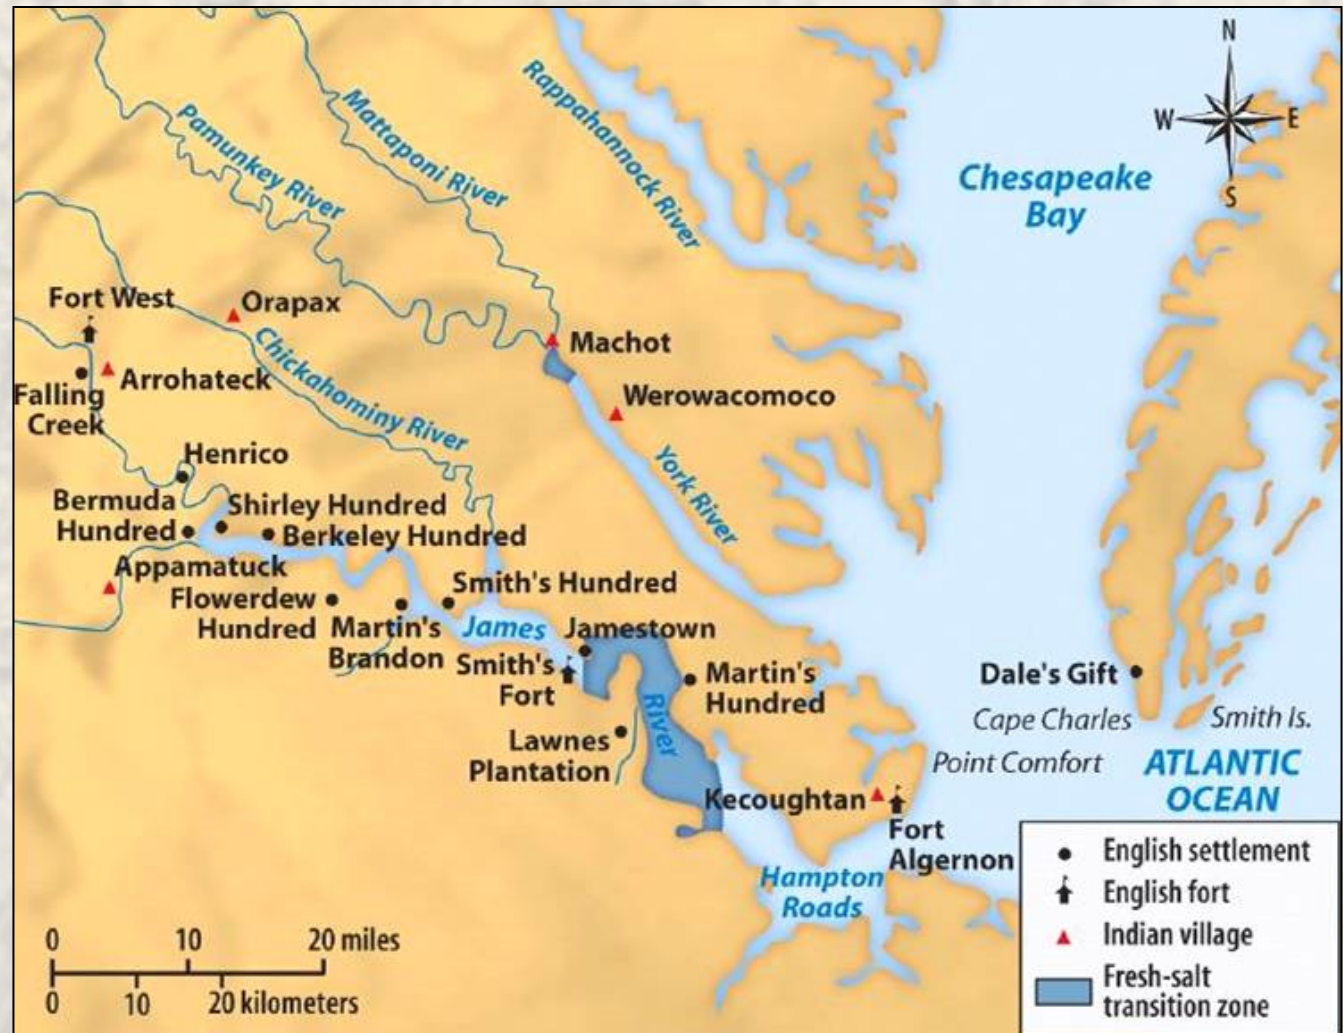 N
W
E
S
Rappahannock River
Mattaponi River
Pamunkey River
Chesapeake
Bay
Fort West
Orapax
Machot
Chickahominy River
Arrohateck
Falling
Creek
Werowacomoco
Henrico
York River
Bermuda
Hundred
Shirley Hundred
Berkeley Hundred
Appamatuck
Flowerdew
Hundred
Smith's Hundred
Martin's
Brandon
James
River
Jamestown
Smith's
Fort
Martin's
Hundred
Dale's Gift
Cape Charles
Smith Is.
Lawnes
Plantation
Point Comfort
ATLANTIC
OCEAN
Kecoughtan
Fort
Algernon
Hampton
Roads
English settlement
English fort
Indian village
Fresh-salt
transition zone
0 10 20 miles
0 10 20 kilometers